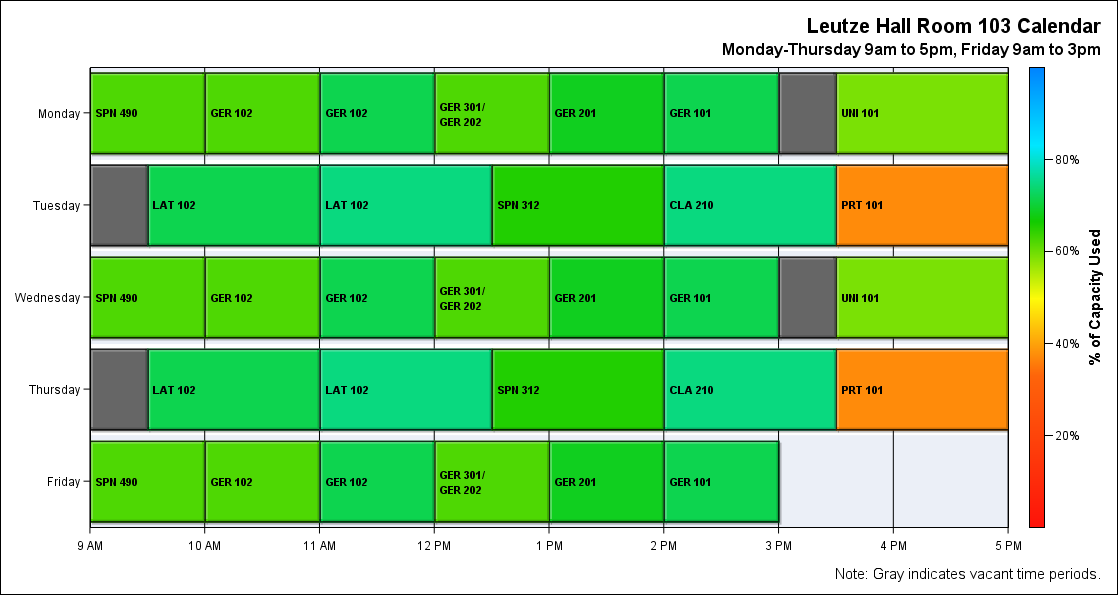 Leutze Hall Room 103 Calendar
Monday-Thursday 9am to 5pm, Friday 9am to 3pm
Monday
SPN 490
GER 102
GER 102
GER 301/
GER 202
GER 201
GER 101
UNI 101
Tuesday
LAT 102
LAT 102
SPN 312
CLA 210
PRT 101
Wednesday
SPN 490
GER 102
GER 102
GER 301/
GER 202
GER 201
GER 101
UNI 101
Thursday
LAT 102
LAT 102
SPN 312
CLA 210
PRT 101
Friday
SPN 490
GER 102
GER 102
GER 301/
GER 202
GER 201
GER 101
9 AM
10 AM
11 AM
12 PM
1 PM
2 PM
3 PM
4 PM
5 PM
80%
60%
40%
20%
% of Capacity Used
Note: Gray indicates vacant time periods.